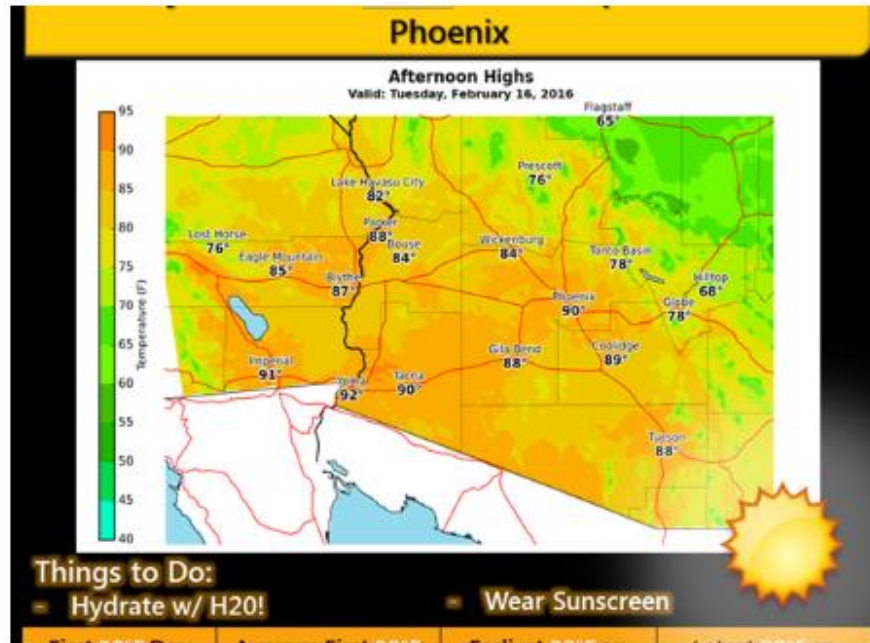 Phoenix
Afternoon Highs
Valid: Tuesday, February 16, 2016
95
90
85
80
75
70
65
60
55
50
45
40
Temperature (F)
Flagstaff
65°
Prescott
76°
Lake Havasu City
82°
Parker
88°
Bouse
84°
Lost Horse
76°
Eagle Mountain
85°
Blythe
87°
Wickenburg
84°
Tonto Basin
78°
Hilltop
68°
Phoenix
90°
Globe
78°
Imperial
91°
Yuma
92°
Tacna
90°
Gila Bend
88°
Coolidge
89°
Tucson
88°
Things to Do:
- Hydrate w/ H20!
- Wear Sunscreen